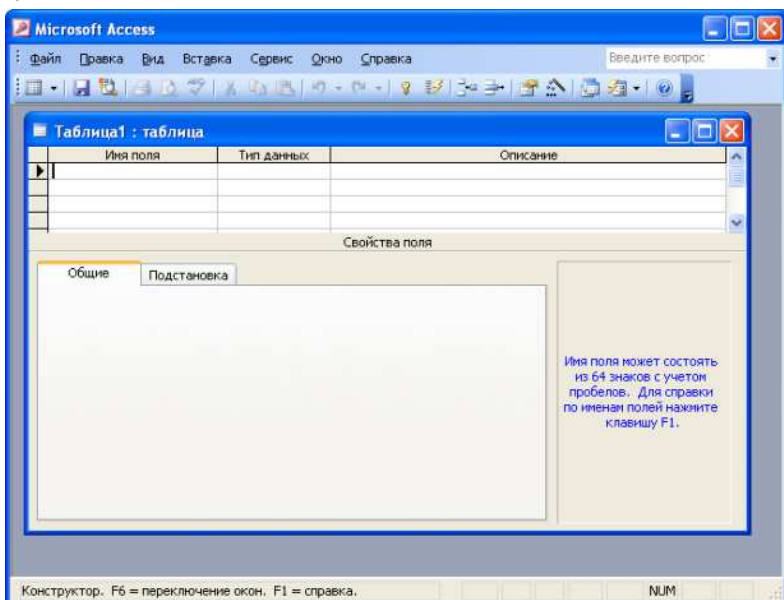 Microsoft Access
Файл Правка Вид Вставка Сервис Окно Справка Введите вопрос
Таблица1 : таблица
Имя поля Тип данных Описание
Свойства поля
Общие Подстановка
Имя поля может состоять
из 64 знаков с учетом
пробелов. Для справки
по именам полей нажмите
клавишу F1.
Конструктор. F6 = переключение окон. F1 = справка. NUM